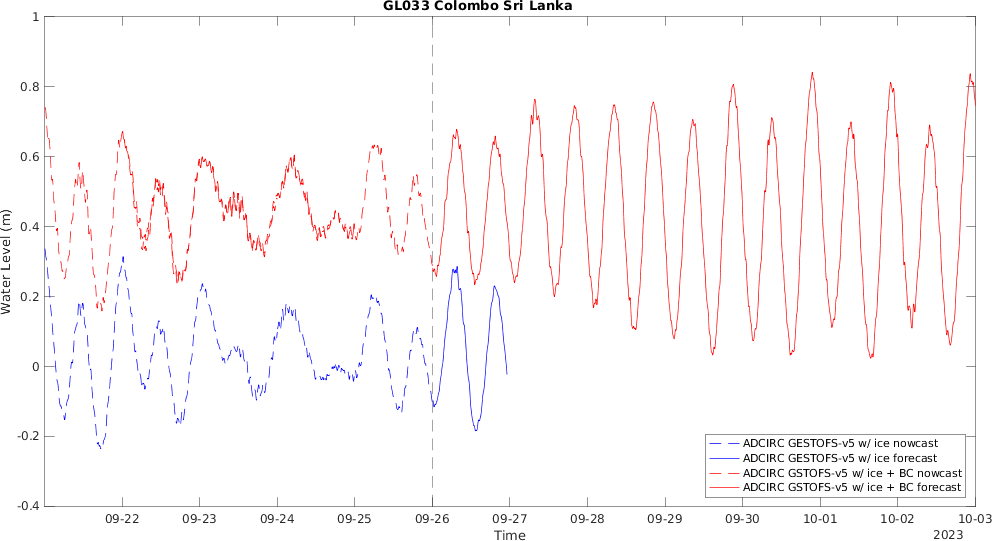 GL033 Colombo Sri Lanka
1
0.8
0.6
0.4
0.2
0
-0.2
-0.4
Water Level (m)
ADCIRC GESTOFS-v5 w/ ice nowcast
ADCIRC GESTOFS-v5 w/ ice forecast
ADCIRC GSTOFS-v5 w/ ice + BC nowcast
ADCIRC GSTOFS-v5 w/ ice + BC forecast
09-22 09-23 09-24 09-25 09-26 09-27 09-28 09-29 09-30 10-01 10-02 10-03
Time
2023